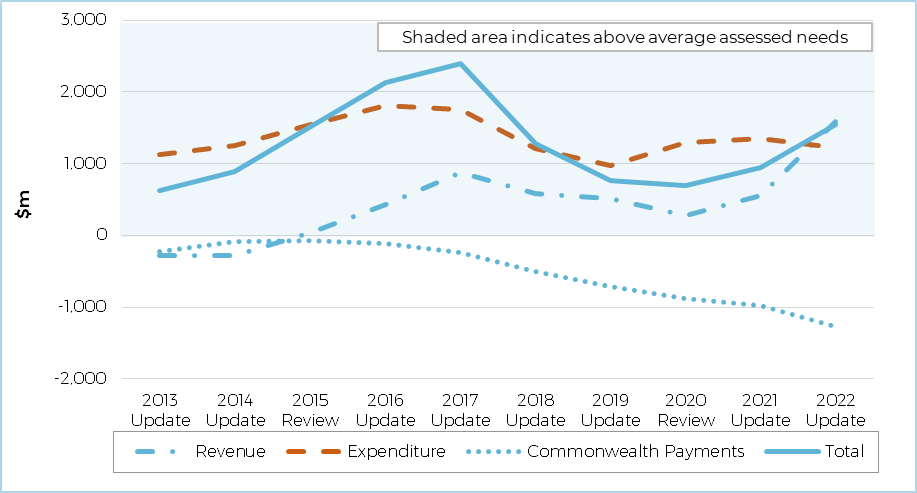 3,000
Shaded area indicates above average assessed needs
2,000
1,000
$m
0
-1,000
-2,000
2013 2014 2015 2016 2017 2018 2019 2020 2021 2022
Update Update Review Update Update Update Update Review Update Update
Revenue Expenditure Commonwealth Payments Total